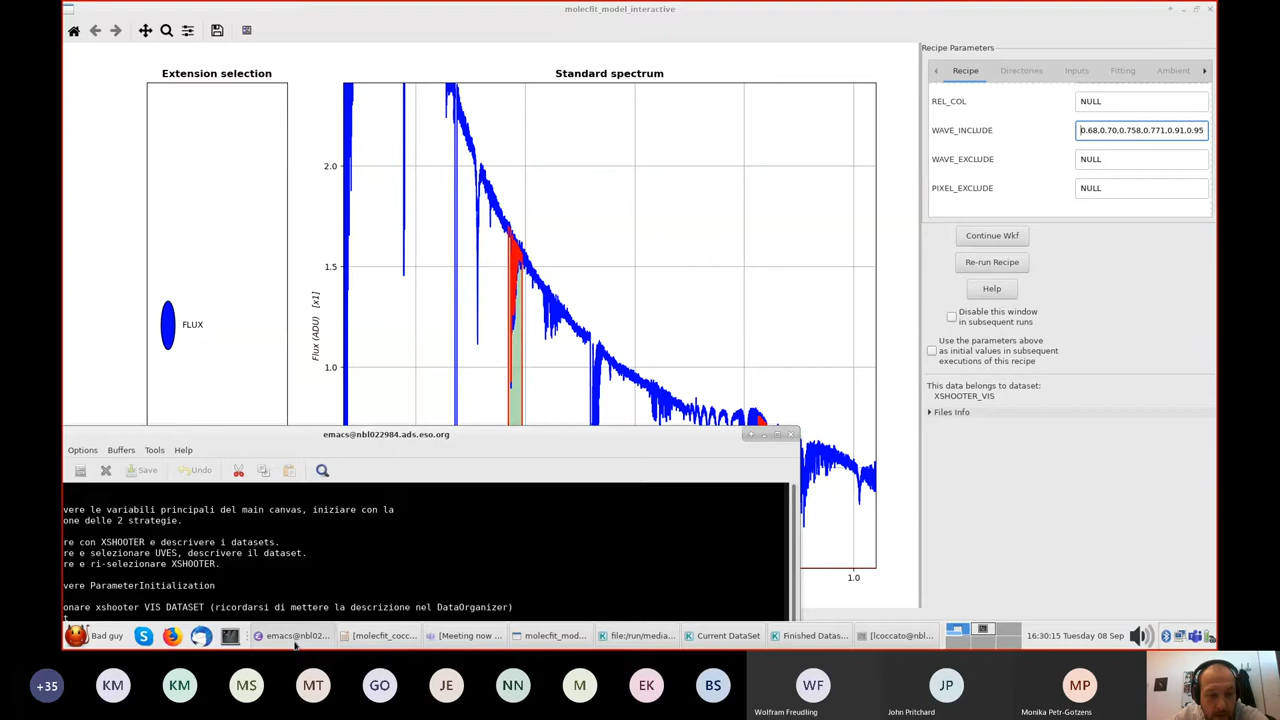 molecfit_model_interactive
Extension selection
Standard spectrum
Recipe Parameters
Recipe
Directories
Inputs
Fitting
Ambient
REL_COL
NULL
WAVE_INCLUDE
0.68,0.70,0.758,0.771,0.91,0.95
WAVE_EXCLUDE
NULL
PIXEL_EXCLUDE
NULL
Continue Wkf
Re-run Recipe
Help
Disable this window
in subsequent runs
Use the parameters above
as initial values in subsequent
executions of this recipe
This data belongs to dataset:
XSHOOTER_VIS
Files Info
FLUX
Flux (ADU) [x1]
2.0
1.5
1.0
1.0
emacs@nbl022984.ads.eso.org
Options Buffers Tools Help
Save Undo
vere le variabili principali del main canvas, iniziare con la
one delle 2 strategie.
re con XSHOOTER e descrivere i datasets.
re e selezionare UVES, descrivere il dataset.
re e ri-selezionare XSHOOTER.
vere ParameterInitialization
onare xshooter VIS DATASET (ricordarsi di mettere la descrizione nel DataOrganizer)
t
Bad guy
emacs@nbl02...
[molecfit_cocc...
[Meeting now ...
molecfit_mod...
file:/run/media...
Current DataSet
Finished Datas...
[lcoccato@nbl...
16:30:15 Tuesday 08 Sep
+35
KM
KM
MS
MT
GO
JE
NN
M
EK
BS
WF
Wolfram Freudling
JP
John Pritchard
MP
Monika Petr-Gotzens